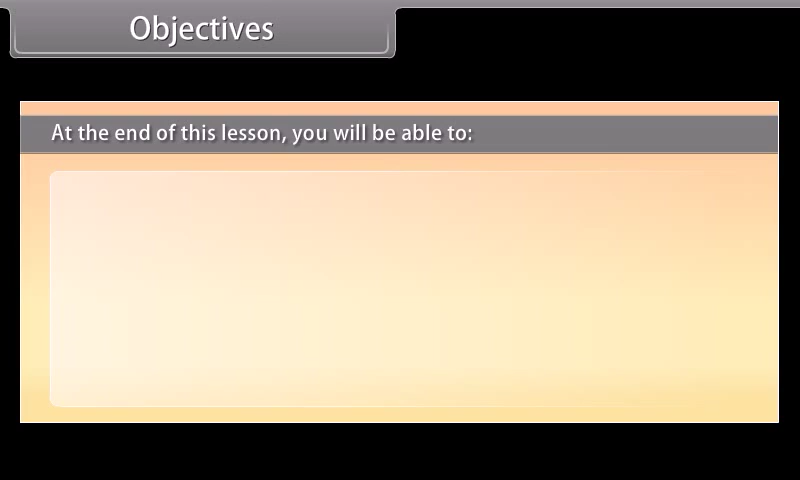 Objectives
At the end of this lesson, you will be able to: